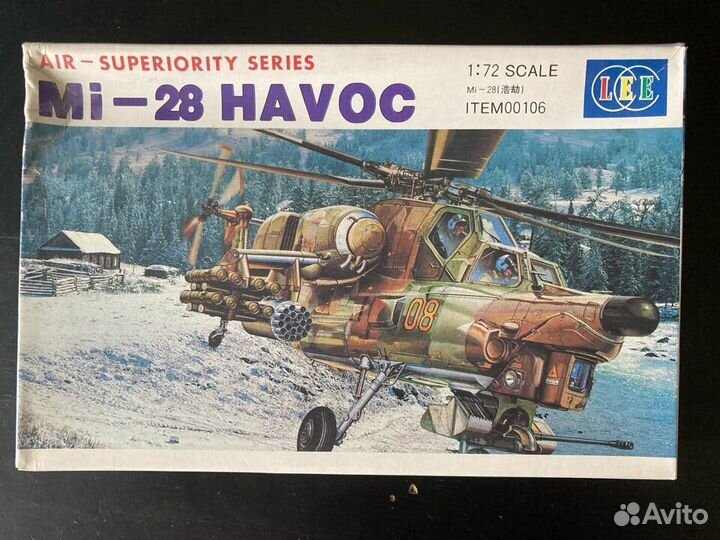 AIR-SUPERIORITY SERIES
Mi-28 HAVOC
1:72 SCALE
Mi-28(浩劫)
ITEM00106
LEE
08
Avito